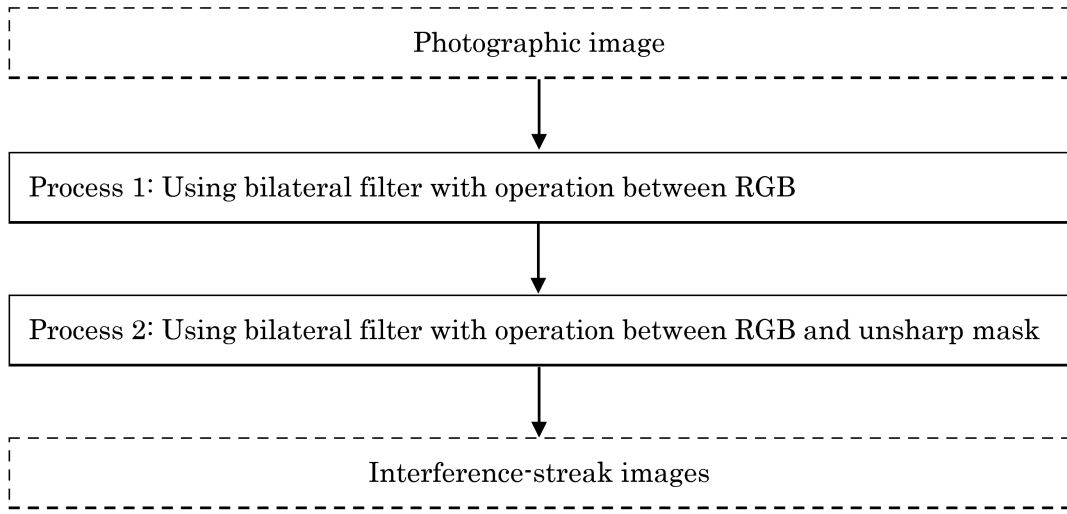 Photographic image
Process 1: Using bilateral filter with operation between RGB
Process 2: Using bilateral filter with operation between RGB and unsharp mask
Interference-streak images